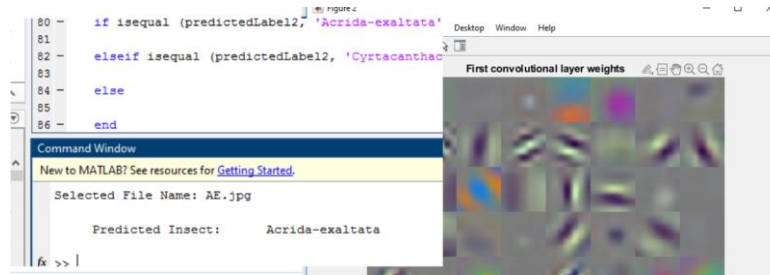 Figure 2
80 - if isequal (predictedLabel2, 'Acrida-exaltata'
81
82 - elseif isequal (predictedLabel2, 'Cyrtacanthac
83
84 - else
85
86 - end
Desktop Window Help
First convolutional layer weights
Command Window
New to MATLAB? See resources for Getting Started.
Selected File Name: AE.jpg
Predicted Insect: Acrida-exaltata
fx >>